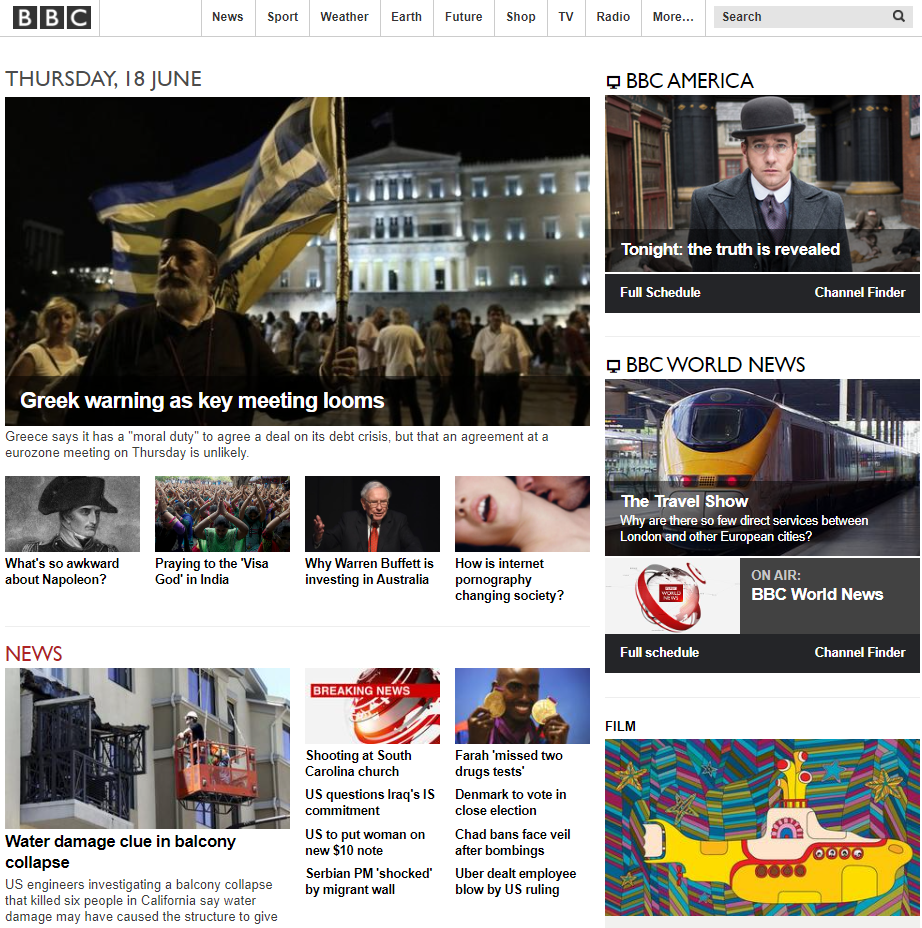 BBC
News
Sport
Weather
Earth
Future
Shop
TV
Radio
More...
Search
THURSDAY, 18 JUNE
Greek warning as key meeting looms
Greece says it has a "moral duty" to agree a deal on its debt crisis, but that an agreement at a
eurozone meeting on Thursday is unlikely.
What's so awkward
about Napoleon?
Praying to the 'Visa
God' in India
Why Warren Buffett is
investing in Australia
How is internet
pornography
changing society?
NEWS
Water damage clue in balcony
collapse
US engineers investigating a balcony collapse
that killed six people in California say water
damage may have caused the structure to give
BREAKING NEWS
Shooting at South
Carolina church
US questions Iraq's IS
commitment
US to put woman on
new $10 note
Serbian PM 'shocked'
by migrant wall
Farah 'missed two
drugs tests'
Denmark to vote in
close election
Chad bans face veil
after bombings
Uber dealt employee
blow by US ruling
BBC AMERICA
Tonight: the truth is revealed
Full Schedule
Channel Finder
BBC WORLD NEWS
The Travel Show
Why are there so few direct services between
London and other European cities?
BBC
WORLD
NEWS
ON AIR:
BBC World News
Full schedule
Channel Finder
FILM